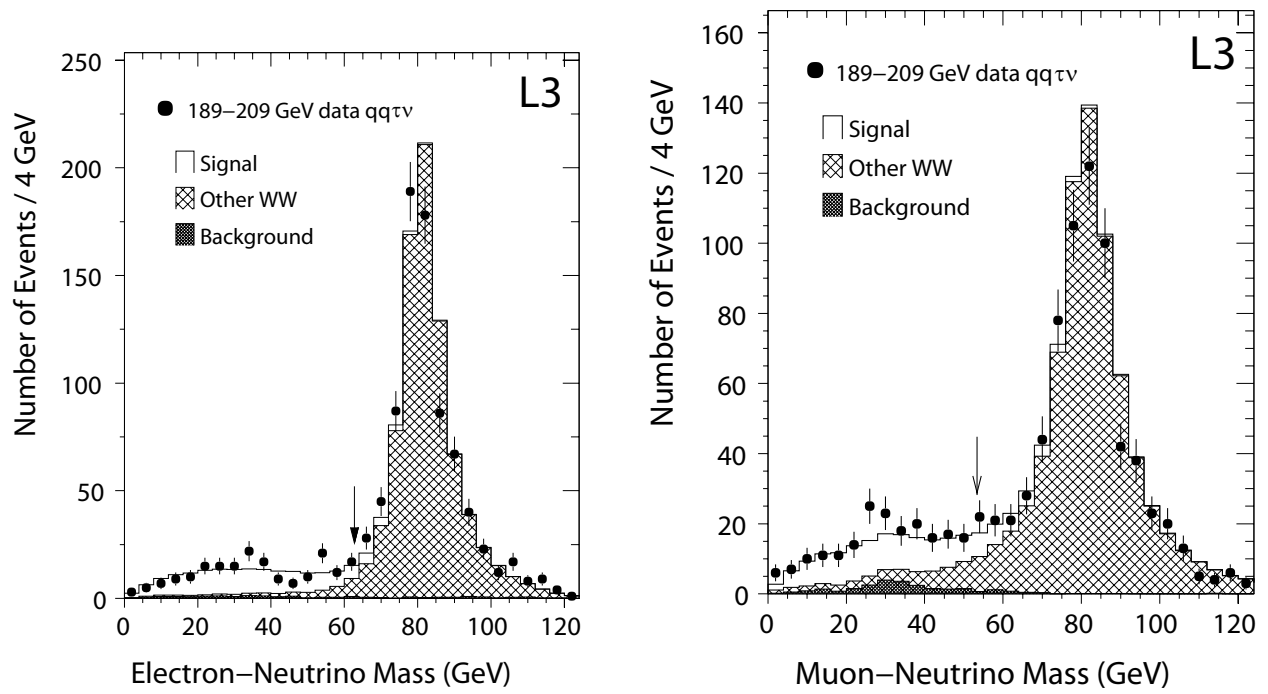 250
200
150
100
50
0
Number of Events / 4 GeV
L3
189–209 GeV data qqτν
Signal
Other WW
Background
0 20 40 60 80 100 120
Electron–Neutrino Mass (GeV)
160
140
120
100
80
60
40
20
0
Number of Events / 4 GeV
L3
189–209 GeV data qqτν
Signal
Other WW
Background
0 20 40 60 80 100 120
Muon–Neutrino Mass (GeV)